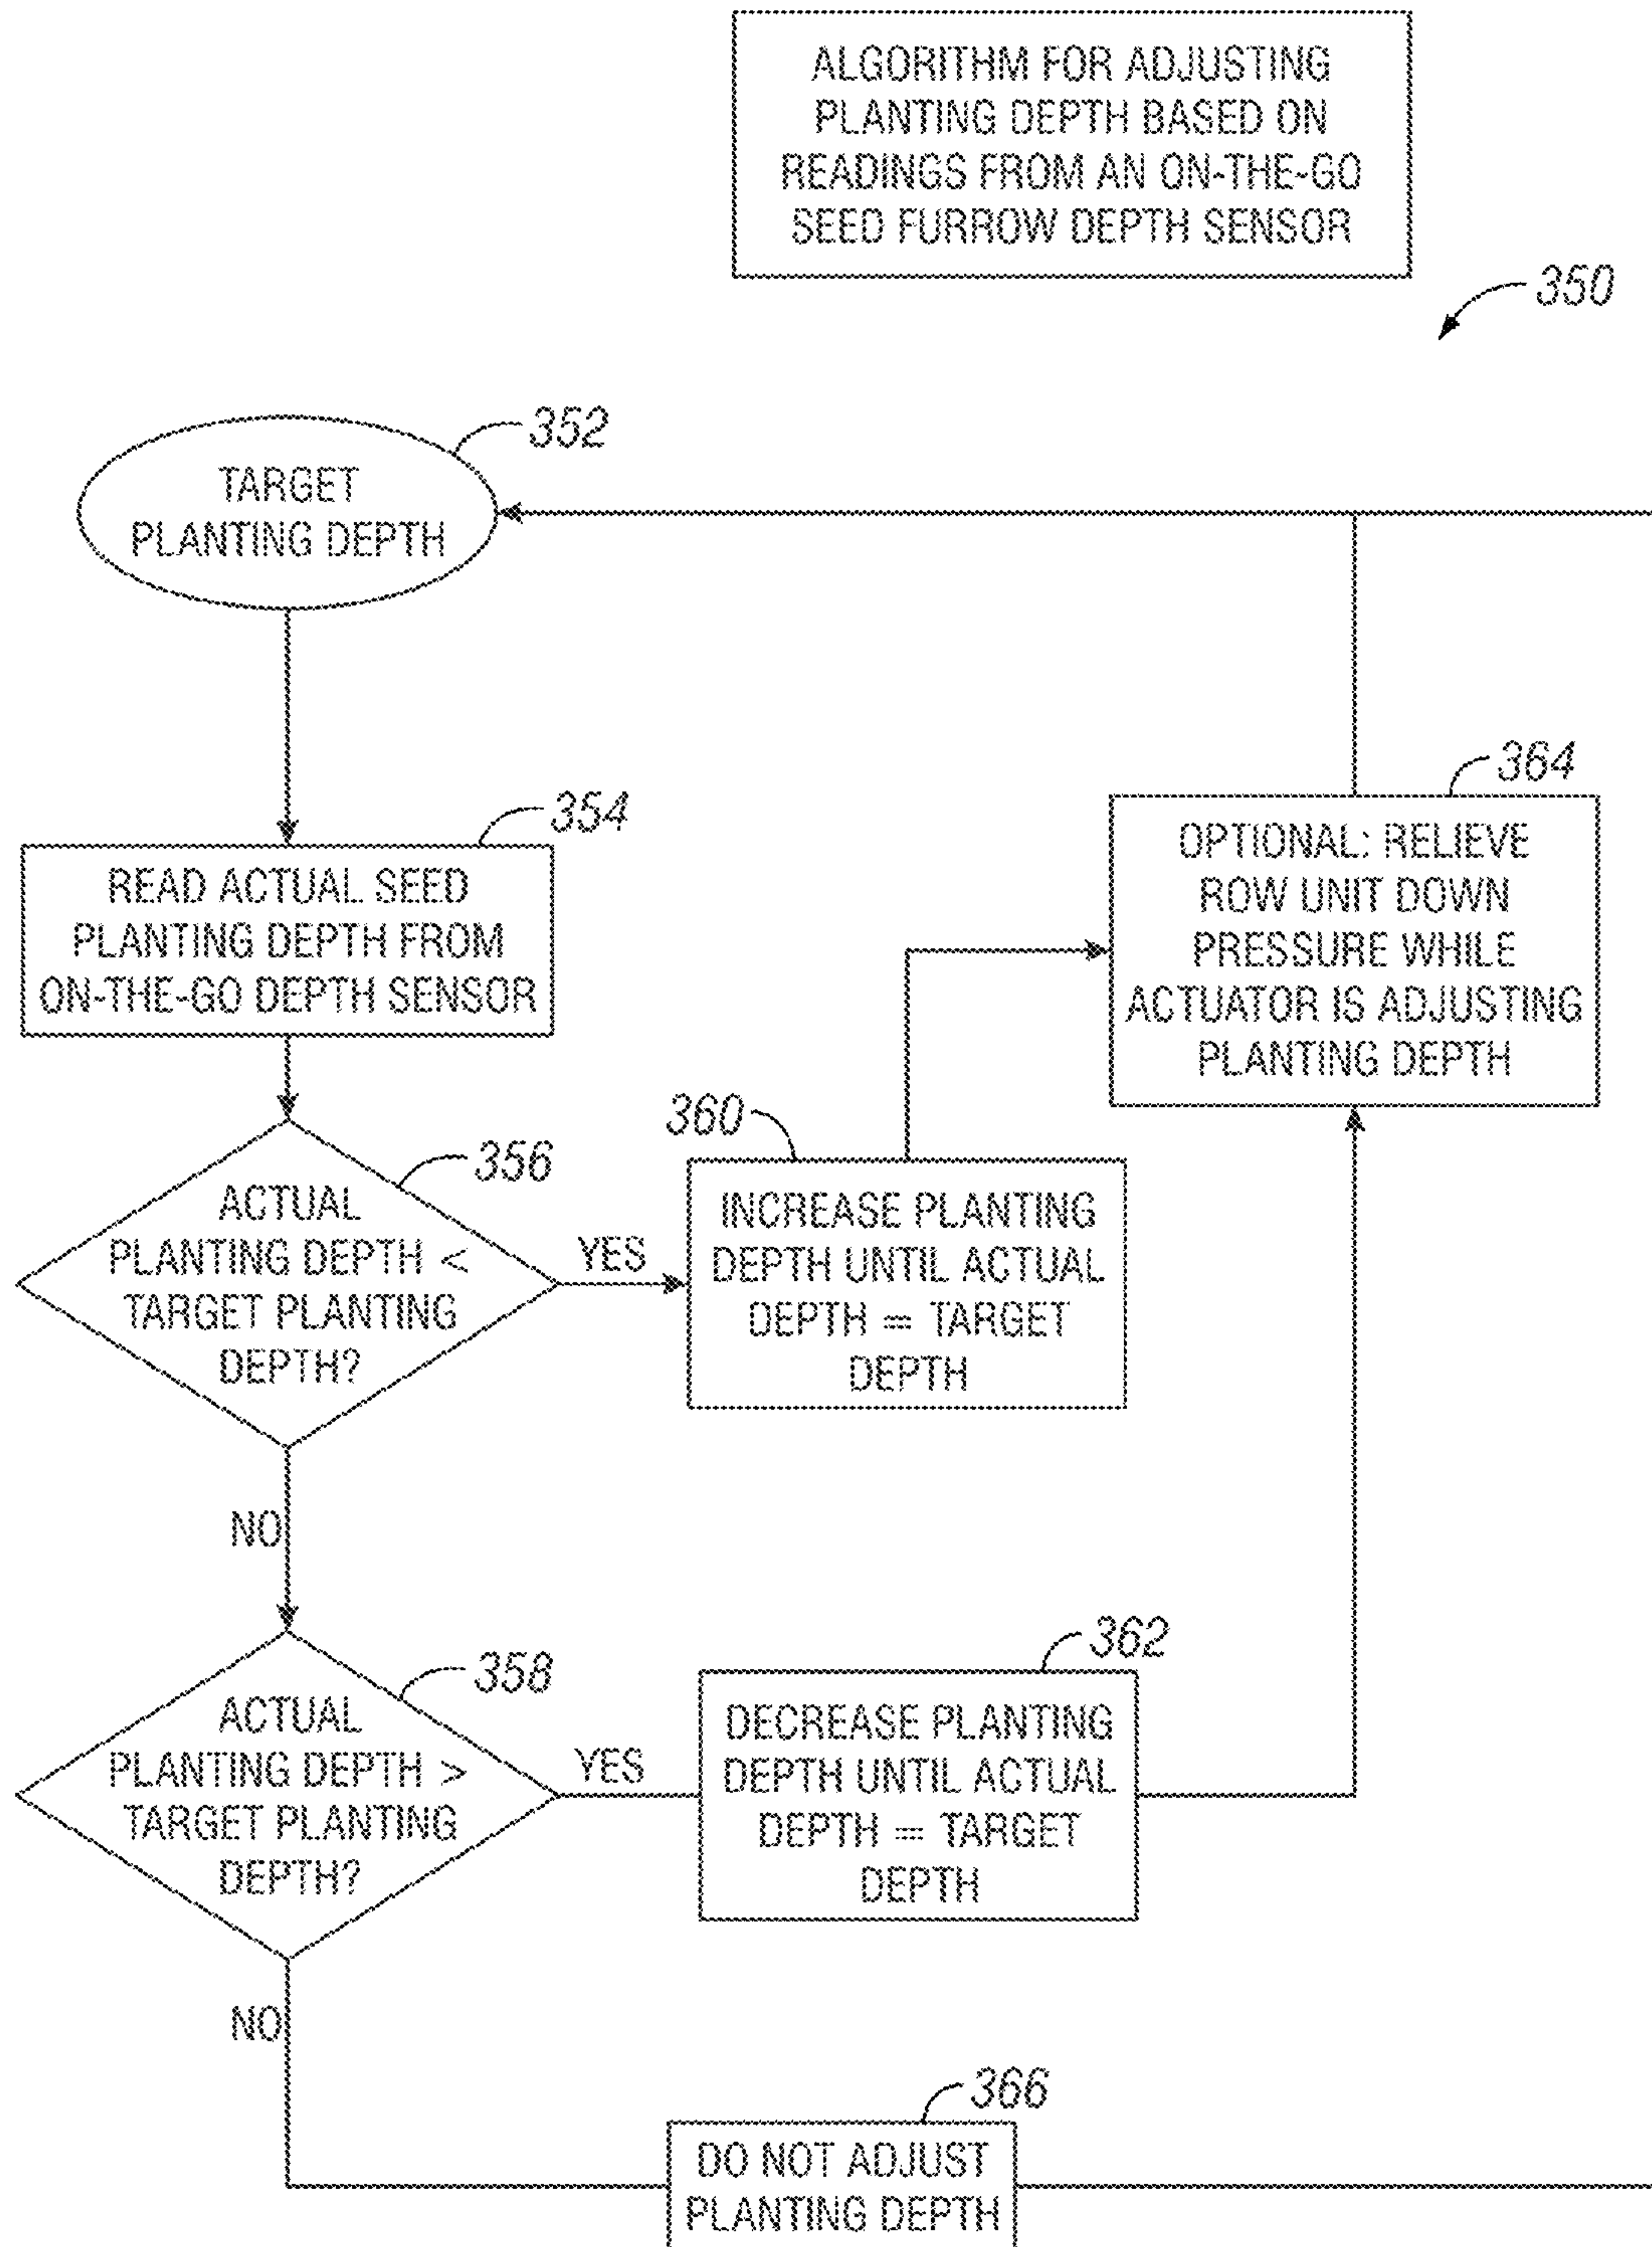 ALGORITHM FOR ADJUSTING
PLANTING DEPTH BASED ON
READINGS FROM AN ON-THE-GO
SEED FURROW DEPTH SENSOR
350
352
TARGET
PLANTING DEPTH
354
READ ACTUAL SEED
PLANTING DEPTH FROM
ON-THE-GO DEPTH SENSOR
364
OPTIONAL: RELIEVE
ROW UNIT DOWN
PRESSURE WHILE
ACTUATOR IS ADJUSTING
PLANTING DEPTH
356
ACTUAL
PLANTING DEPTH <
TARGET PLANTING
DEPTH?
YES
360
INCREASE PLANTING
DEPTH UNTIL ACTUAL
DEPTH = TARGET
DEPTH
NO
358
ACTUAL
PLANTING DEPTH >
TARGET PLANTING
DEPTH?
YES
362
DECREASE PLANTING
DEPTH UNTIL ACTUAL
DEPTH = TARGET
DEPTH
NO
366
DO NOT ADJUST
PLANTING DEPTH